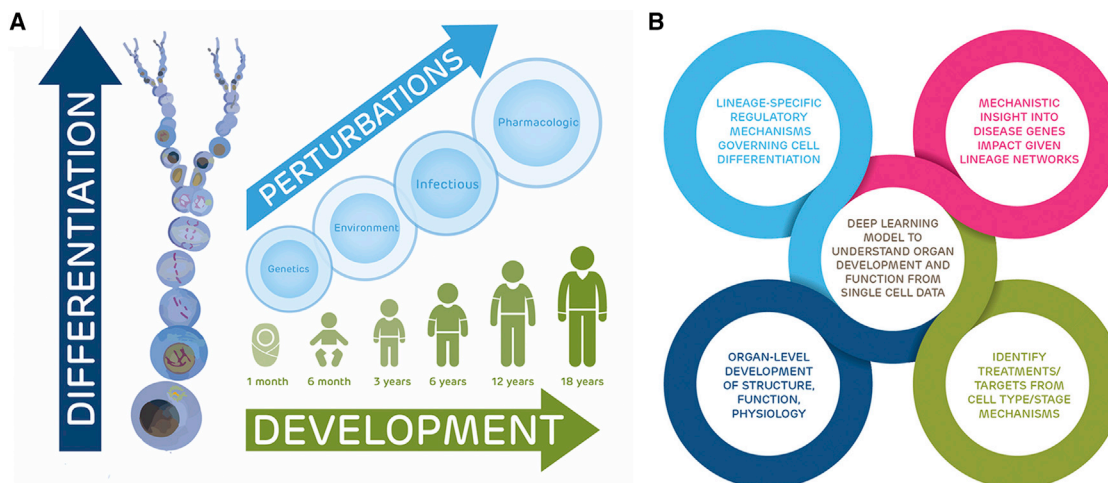 A
DIFFERENTIATION
PERTURBATIONS
Pharmacologic
Infectious
Environment
Genetics
1 month
6 month
3 years
6 years
12 years
18 years
DEVELOPMENT
B
LINEAGE-SPECIFIC
REGULATORY
MECHANISMS
GOVERNING CELL
DIFFERENTIATION
MECHANISTIC
INSIGHT INTO
DISEASE GENES
IMPACT GIVEN
LINEAGE NETWORKS
DEEP LEARNING
MODEL TO
UNDERSTAND ORGAN
DEVELOPMENT AND
FUNCTION FROM
SINGLE CELL DATA
ORGAN-LEVEL
DEVELOPMENT
OF STRUCTURE,
FUNCTION,
PHYSIOLOGY
IDENTIFY
TREATMENTS/
TARGETS FROM
CELL TYPE/STAGE
MECHANISMS